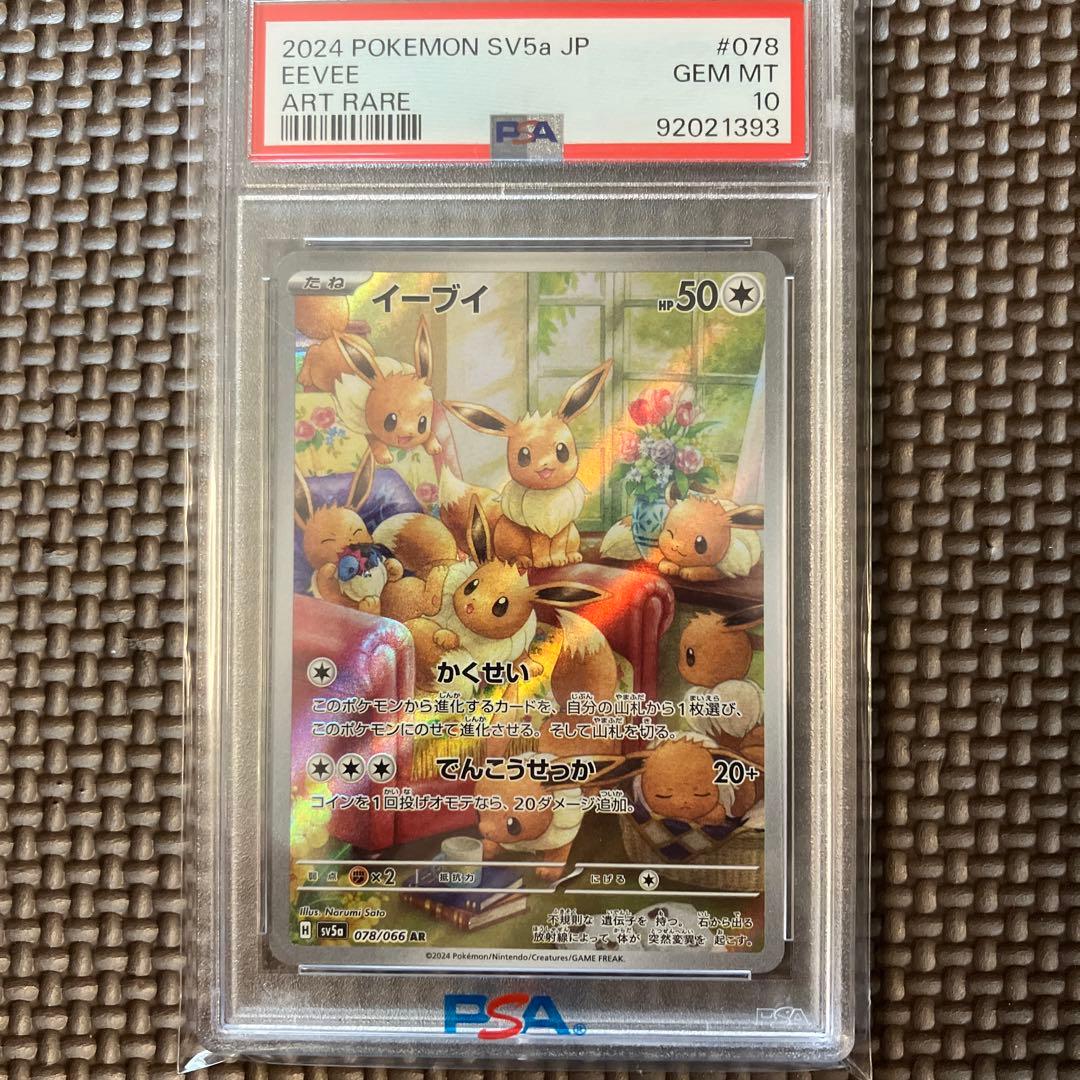 2024 POKEMON SV5a JP #078
EEVEE GEM MT
ART RARE 10
PSA 92021393
たね イーブイ HP50
かくせい
このポケモンから進化するカードを、自分の山札から1枚選び、
このポケモンにのせて進化させる。そして山札を切る。
でんこうせっか 20+
コインを1回投げオモテなら、20ダメージ追加。
弱点 ×2 抵抗力 にげる
Illus. Narumi Sato
不規則な 遺伝子を 持つ。 石から出る
H sv5a 078/066 AR
放射線によって 体が 突然変異を 起こす。
©2024 Pokémon/Nintendo/Creatures/GAME FREAK.
PSA®
PSA